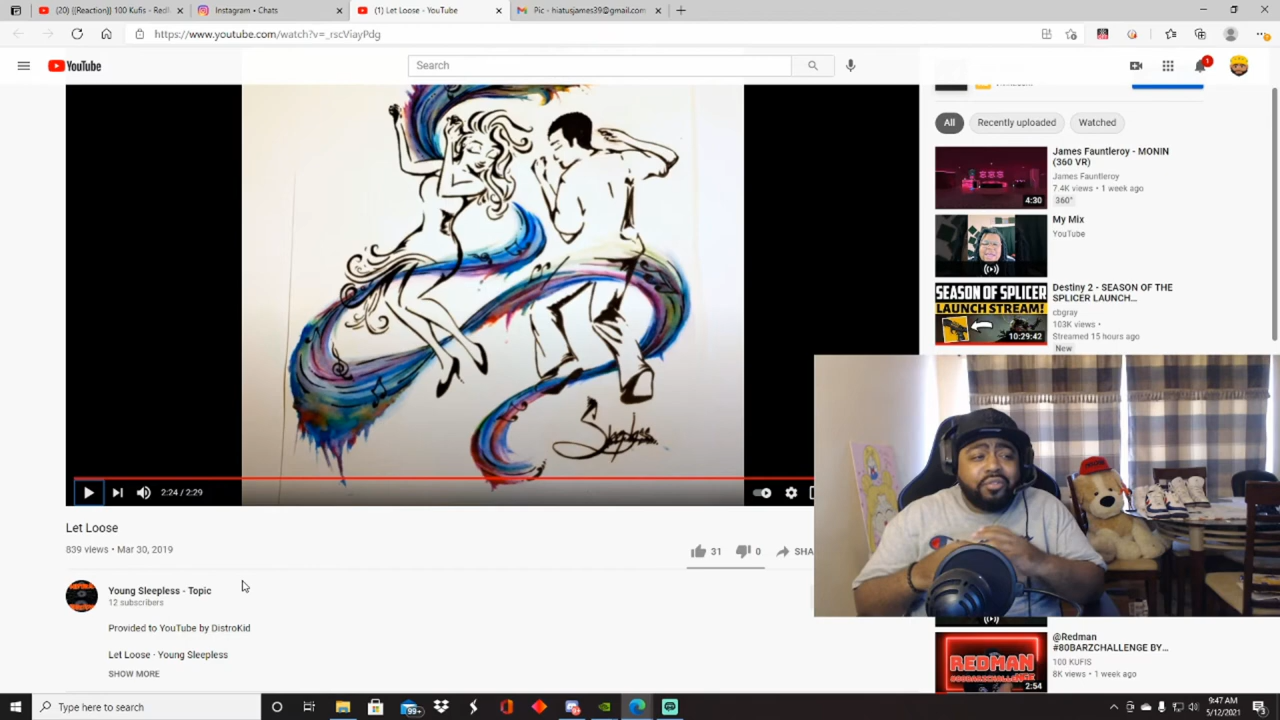 (20) {{Reaction}} 100 Kufis - Red
Instagram • Chats
(1) Let Loose - YouTube
Pic - hiatusjames39@gmail.com
https://www.youtube.com/watch?v=_rscViayPdg
YouTube
Search
1
All
Recently uploaded
Watched
James Fauntleroy - MONIN
(360 VR)
James Fauntleroy
7.4K views • 1 week ago
360°
4:30
My Mix
YouTube
SEASON OF SPLICER
LAUNCH STREAM!
10:29:42
Destiny 2 - SEASON OF THE
SPLICER LAUNCH...
cbgray
103K views •
Streamed 15 hours ago
New
Sleepless
2:24 / 2:29
Let Loose
839 views • Mar 30, 2019
31
0
SHA
Young Sleepless - Topic
12 subscribers
Provided to YouTube by DistroKid
Let Loose · Young Sleepless
SHOW MORE
REDMAN
2:54
@Redman
#80BARZCHALLENGE BY...
100 KUFIS
8K views • 1 week ago
Type here to search
99+
9:47 AM
5/12/2021
3